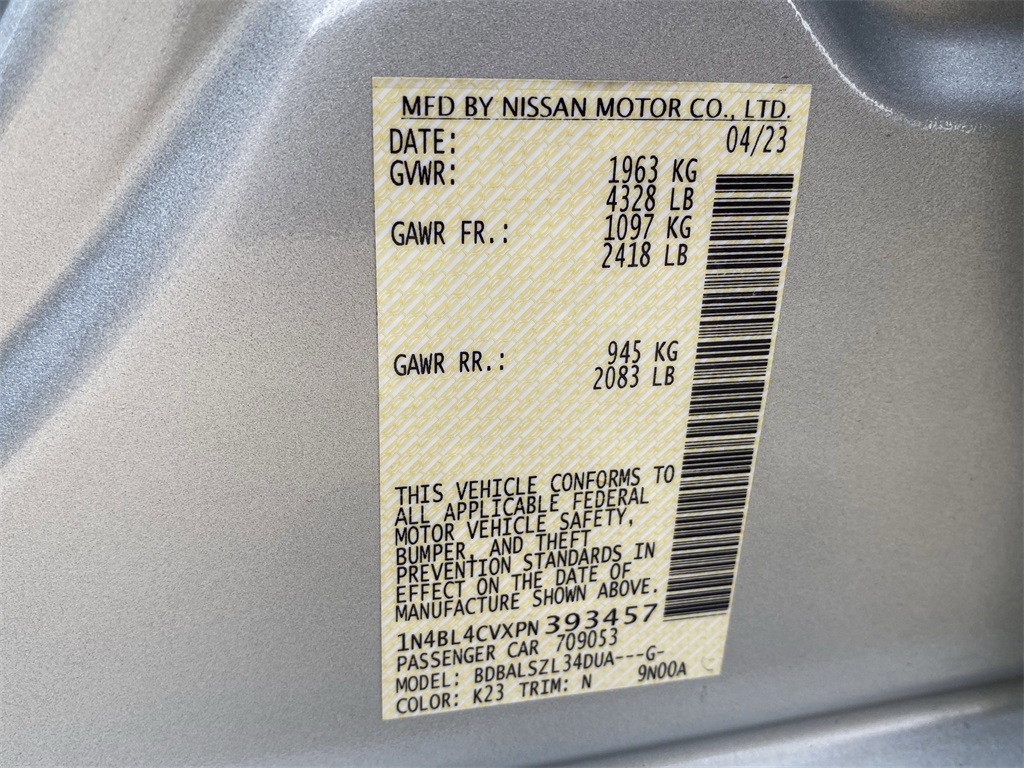 MFD BY NISSAN MOTOR CO., LTD.
DATE: 04/23
GVWR: 1963 KG
4328 LB
GAWR FR.: 1097 KG
2418 LB
GAWR RR.: 945 KG
2083 LB
THIS VEHICLE CONFORMS TO
ALL APPLICABLE FEDERAL
MOTOR VEHICLE SAFETY,
BUMPER, AND THEFT
PREVENTION STANDARDS IN
EFFECT ON THE DATE OF
MANUFACTURE SHOWN ABOVE.
1N4BL4CVXPN 393457
PASSENGER CAR 709053
MODEL: BDBALSZL34DUA---G-
COLOR: K23 TRIM: N 9N00A